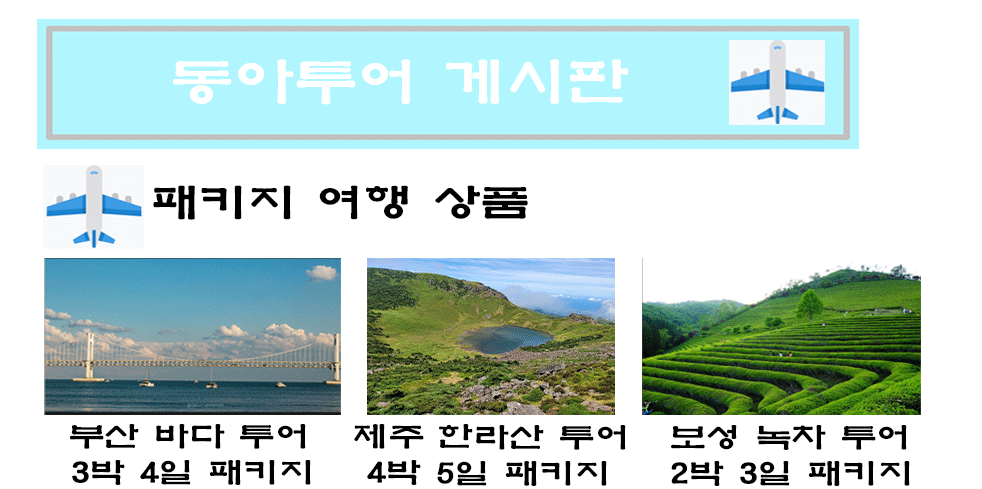 동아투어 게시판
패키지 여행 상품
부산 바다 투어
3박 4일 패키지
제주 한라산 투어
4박 5일 패키지
보성 녹차 투어
2박 3일 패키지